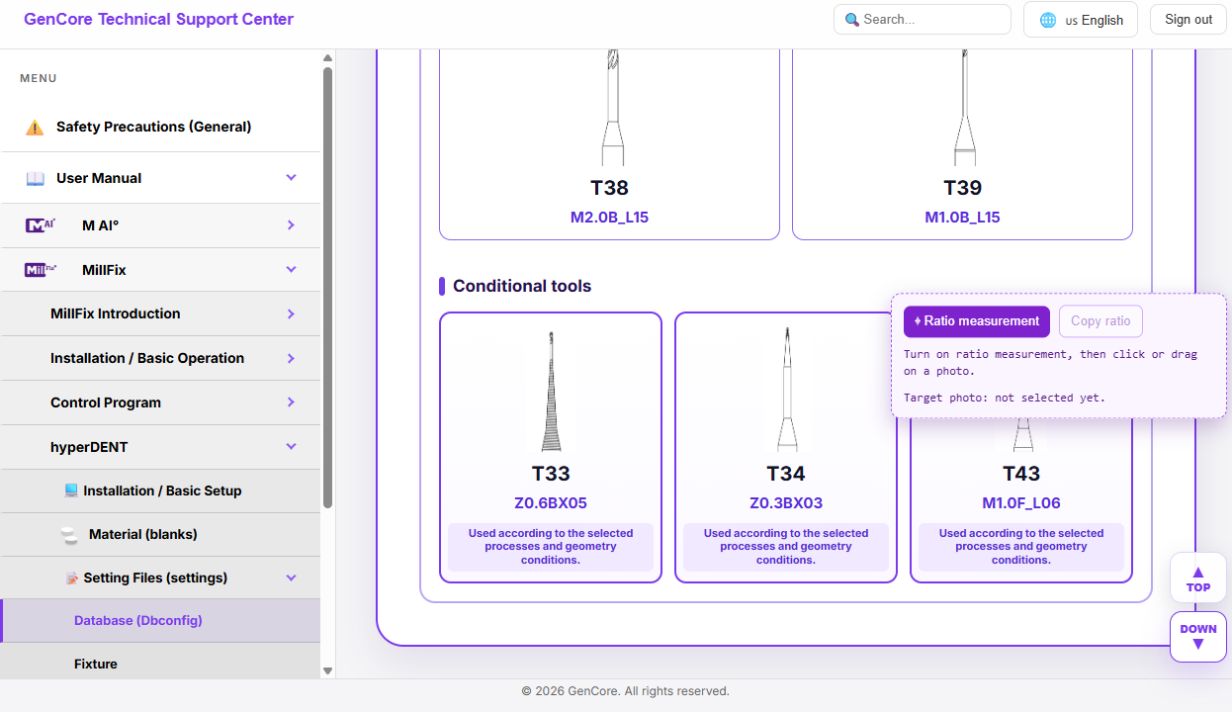 GenCore Technical Support Center
Search...
us English
Sign out
MENU
Safety Precautions (General)
User Manual
M AI°
M AI°
MillFix
MillFix
MillFix Introduction
Installation / Basic Operation
Control Program
hyperDENT
Installation / Basic Setup
Material (blanks)
Setting Files (settings)
Database (Dbconfig)
Fixture
T38
M2.0B_L15
T39
M1.0B_L15
Conditional tools
Ratio measurement
Copy ratio
Turn on ratio measurement, then click or drag
on a photo.
Target photo: not selected yet.
T33
Z0.6BX05
Used according to the selected
processes and geometry
conditions.
T34
Z0.3BX03
Used according to the selected
processes and geometry
conditions.
T43
M1.0F_L06
Used according to the selected
processes and geometry
conditions.
TOP
DOWN
© 2026 GenCore. All rights reserved.